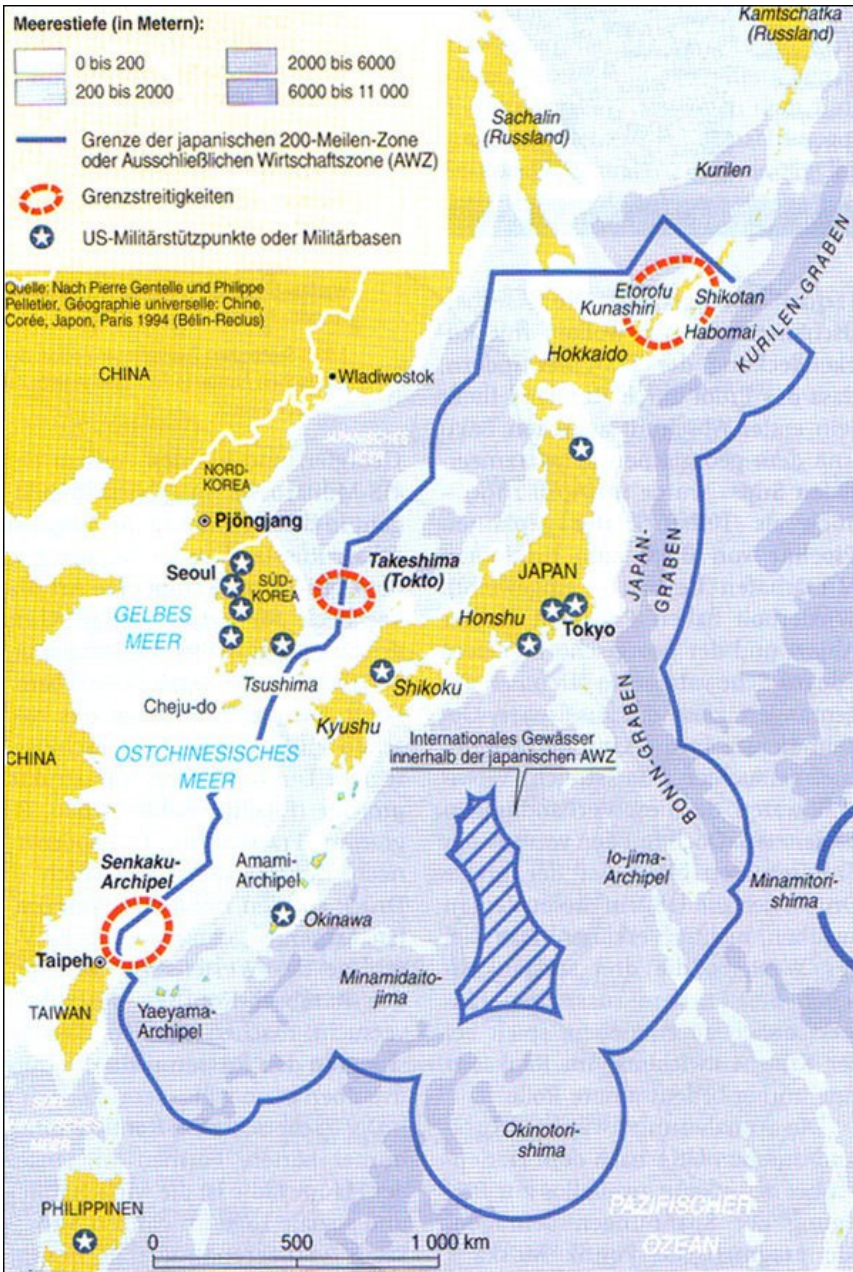 Meerestiefe (in Metern):
0 bis 200
2000 bis 6000
200 bis 2000
6000 bis 11 000
Grenze der japanischen 200-Meilen-Zone
oder Ausschließlichen Wirtschaftszone (AWZ)
Grenzstreitigkeiten
US-Militärstützpunkte oder Militärbasen
Quelle: Nach Pierre Gentelle und Philippe
Pelletier, Géographie universelle: Chine,
Corée, Japon, Paris 1994 (Bélin-Reclus)
Kamtschatka
(Russland)
Sachalin
(Russland)
Kurilen
Etorofu
Kunashiri
Shikotan
Habomai
KURILEN-GRABEN
Hokkaido
CHINA
Wladiwostok
JAPANISCHES
MEER
NORD-
KOREA
Pjöngjang
Seoul
SÜD-
KOREA
Takeshima
(Tokto)
JAPAN
JAPAN-
GRABEN
Honshu
Tokyo
GELBES
MEER
Tsushima
Shikoku
Cheju-do
Kyushu
BONIN-GRABEN
CHINA
OSTCHINESISCHES
MEER
Internationales Gewässer
innerhalb der japanischen AWZ
Senkaku-
Archipel
Amami-
Archipel
Io-jima-
Archipel
Minamitori-
shima
Okinawa
Taipeh
Minamidaito-
jima
TAIWAN
Yaeyama-
Archipel
MEER
Okinotori-
shima
PHILIPPINEN
PAZIFISCHER
OZEAN
0 500 1 000 km